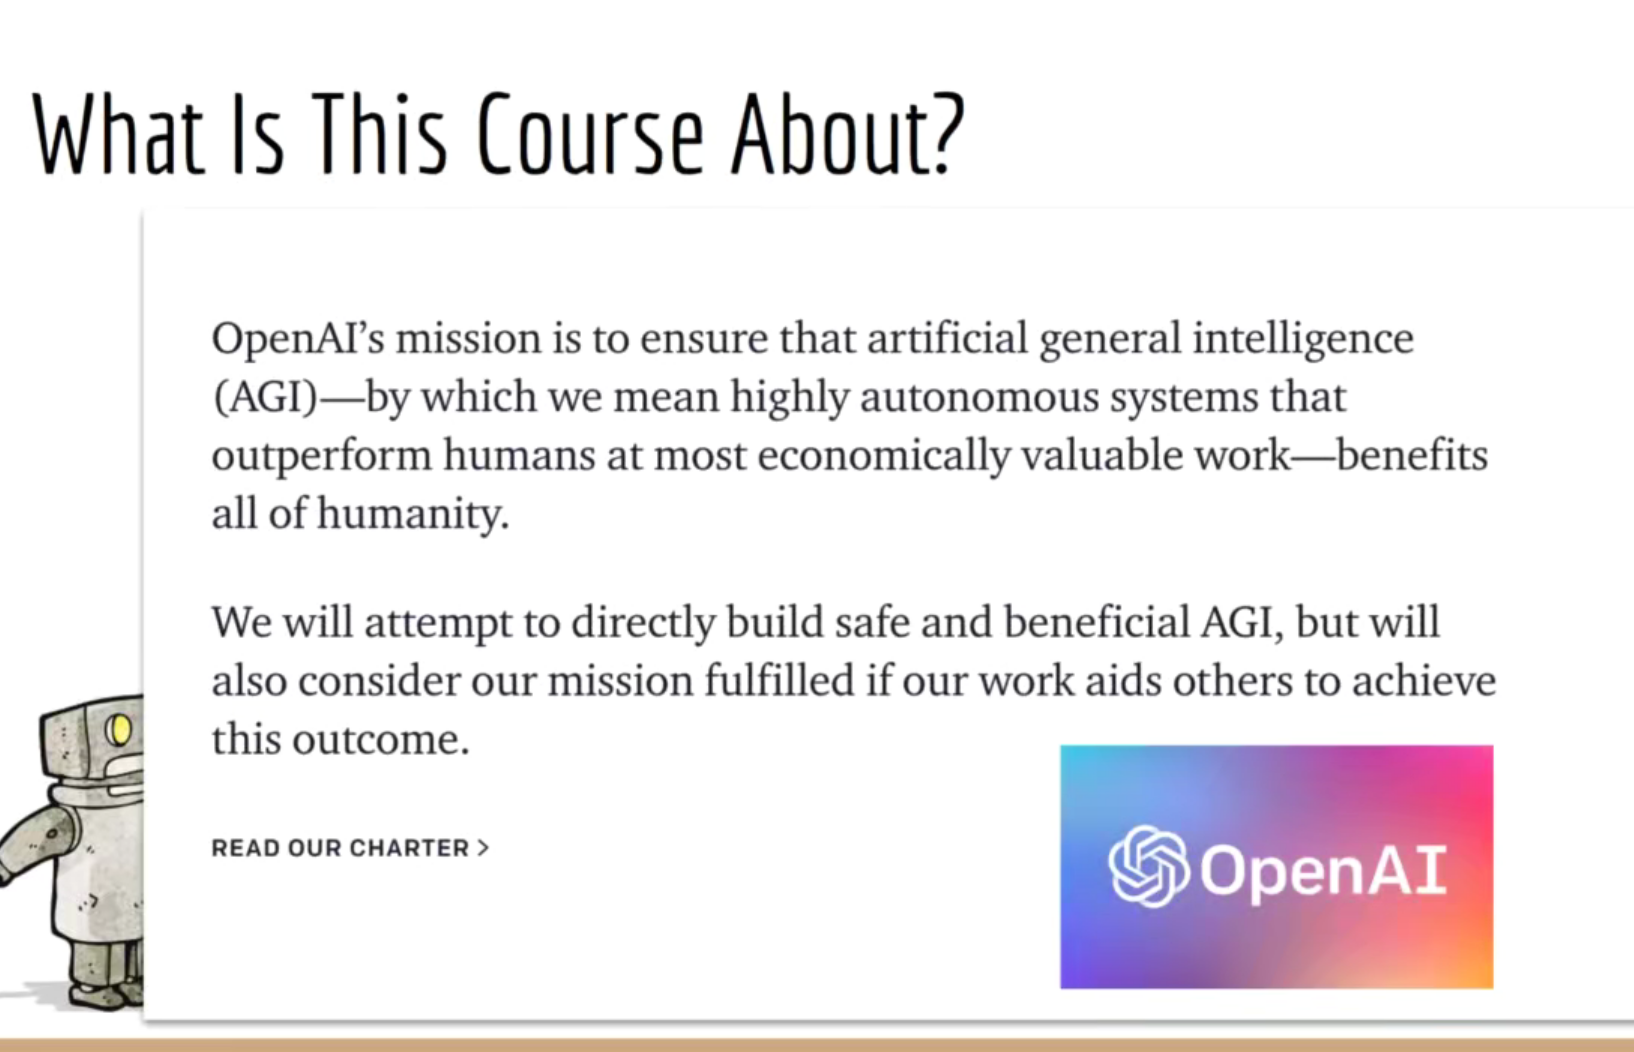 What Is This Course About?
OpenAI’s mission is to ensure that artificial general intelligence
(AGI)—by which we mean highly autonomous systems that
outperform humans at most economically valuable work—benefits
all of humanity.
We will attempt to directly build safe and beneficial AGI, but will
also consider our mission fulfilled if our work aids others to achieve
this outcome.
READ OUR CHARTER >
OpenAI